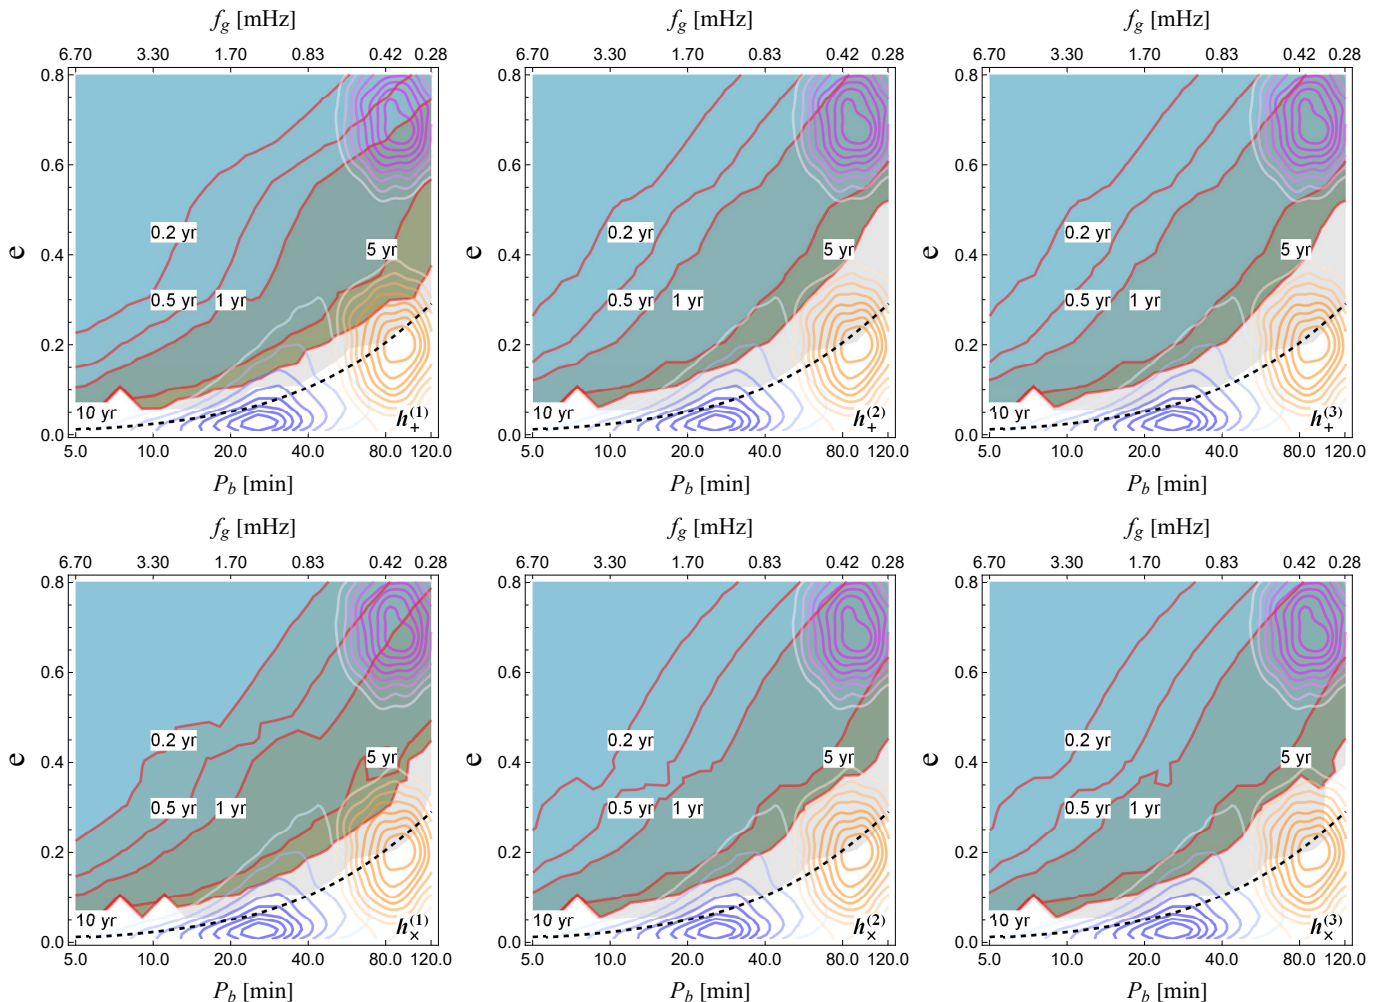 f_g [mHz] f_g [mHz] f_g [mHz]
6.70 3.30 1.70 0.83 0.42 0.28 6.70 3.30 1.70 0.83 0.42 0.28 6.70 3.30 1.70 0.83 0.42 0.28
0.8 0.8 0.8
0.6 0.6 0.6
0.2 yr 5 yr 0.2 yr 5 yr 0.2 yr 5 yr
e 0.4 e 0.4 e 0.4
0.5 yr 1 yr 0.5 yr 1 yr 0.5 yr 1 yr
0.2 0.2 0.2
10 yr h_+^(1) 10 yr h_+^(2) 10 yr h_+^(3)
0.0 0.0 0.0
5.0 10.0 20.0 40.0 80.0 120.0 5.0 10.0 20.0 40.0 80.0 120.0 5.0 10.0 20.0 40.0 80.0 120.0
P_b [min] P_b [min] P_b [min]
f_g [mHz] f_g [mHz] f_g [mHz]
6.70 3.30 1.70 0.83 0.42 0.28 6.70 3.30 1.70 0.83 0.42 0.28 6.70 3.30 1.70 0.83 0.42 0.28
0.8 0.8 0.8
0.6 0.6 0.6
0.2 yr 5 yr 0.2 yr 5 yr 0.2 yr 5 yr
e 0.4 e 0.4 e 0.4
0.5 yr 1 yr 0.5 yr 1 yr 0.5 yr 1 yr
0.2 0.2 0.2
10 yr h_×^(1) 10 yr h_×^(2) 10 yr h_×^(3)
0.0 0.0 0.0
5.0 10.0 20.0 40.0 80.0 120.0 5.0 10.0 20.0 40.0 80.0 120.0 5.0 10.0 20.0 40.0 80.0 120.0
P_b [min] P_b [min] P_b [min]